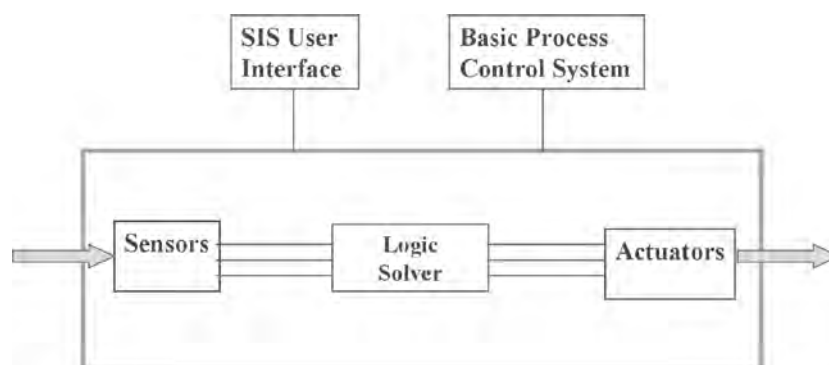 SIS User
Interface
Basic Process
Control System
Sensors
Logic
Solver
Actuators